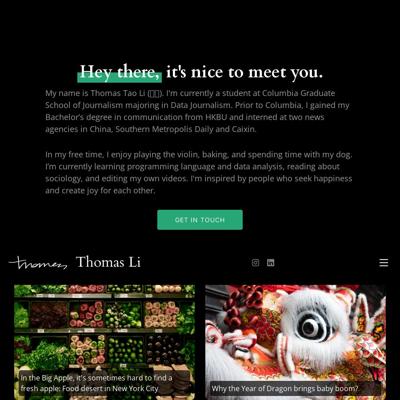 Hey there, it's nice to meet you.
My name is Thomas Tao Li (). I'm currently a student at Columbia Graduate
School of Journalism majoring in Data Journalism. Prior to Columbia, I gained my
Bachelor's degree in communication from HKBU and interned at two news
agencies in China, Southern Metropolis Daily and Caixin.
In my free time, I enjoy playing the violin, baking, and spending time with my dog.
I'm currently learning programming language and data analysis, reading about
sociology, and editing my own videos. I'm inspired by people who seek happiness
and create joy for each other.
GET IN TOUCH
Thomas Thomas Li
In the Big Apple, it's sometimes hard to find a
fresh apple: Food desert in New York City
Why the Year of Dragon brings baby boom?